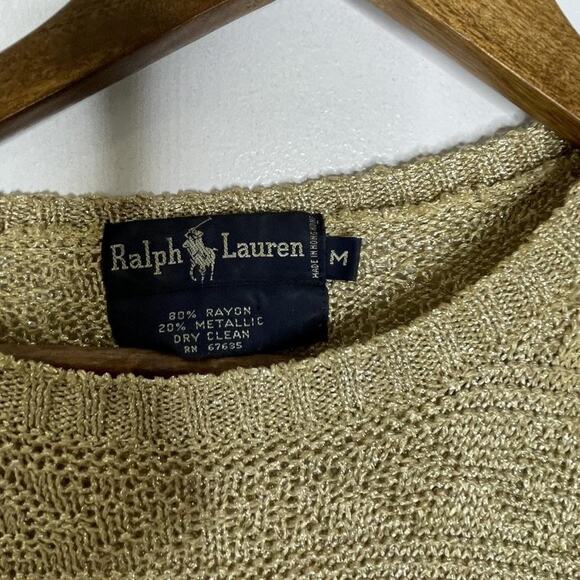 Ralph Lauren
80% RAYON
20% METALLIC
DRY CLEAN
RN 67635
MADE IN HONG KONG
M